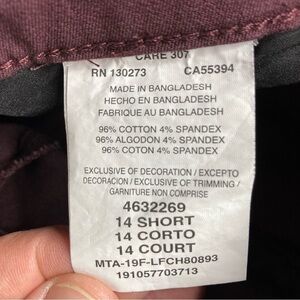 CARE 307
RN 130273 CA55394
MADE IN BANGLADESH
HECHO EN BANGLADESH
FABRIQUE AU BANGLADESH
96% COTTON 4% SPANDEX
96% ALGODON 4% SPANDEX
96% COTON 4% SPANDEX
EXCLUSIVE OF DECORATION / EXCEPTO
DECORACION / EXCLUSIVE OF TRIMMING /
GARNITURE NON COMPRISE
4632269
14 SHORT
14 CORTO
14 COURT
MTA-19F-LFCH80893
191057703713